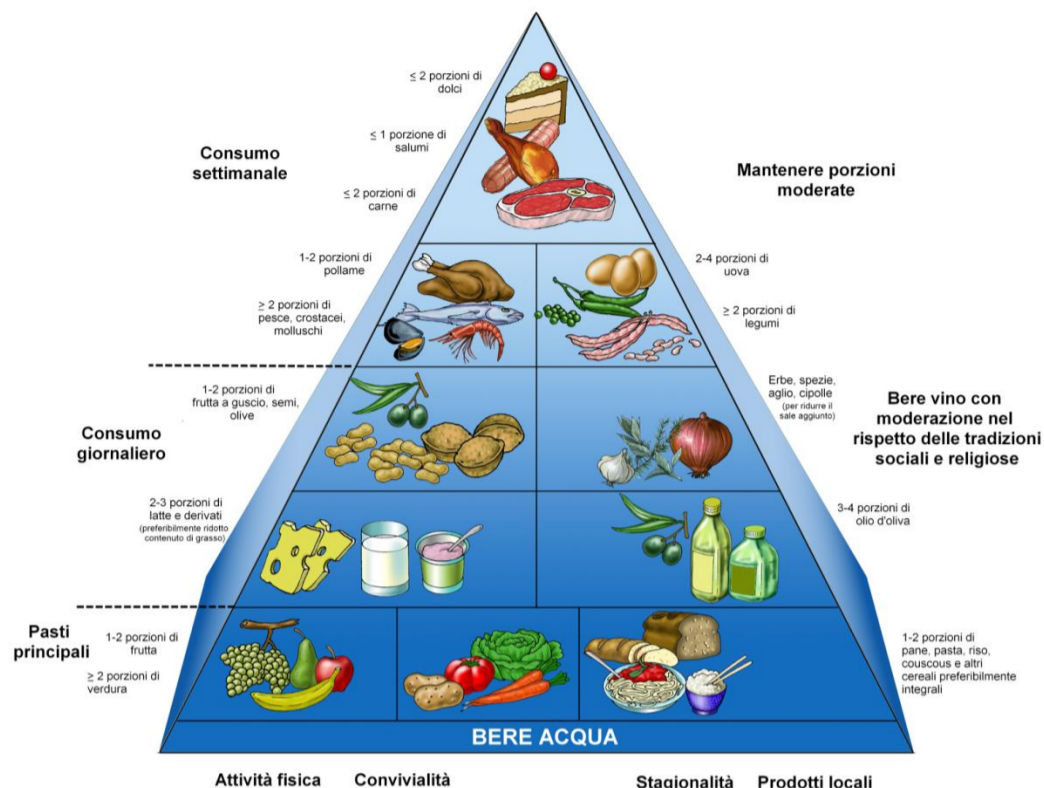 ≤ 2 porzioni di
dolci
≤ 1 porzione di
salumi
≤ 2 porzioni di
carne
Consumo
settimanale
Mantenere porzioni
moderate
1-2 porzioni di
pollame
≥ 2 porzioni di
pesce, crostacei,
molluschi
2-4 porzioni di
uova
≥ 2 porzioni di
legumi
1-2 porzioni di
frutta a guscio, semi,
olive
Erbe, spezie,
aglio, cipolle
(per ridurre il
sale aggiunto)
Consumo
giornaliero
Bere vino con
moderazione nel
rispetto delle tradizioni
sociali e religiose
2-3 porzioni di
latte e derivati
(preferibilmente ridotto
contenuto di grasso)
3-4 porzioni di
olio d'oliva
Pasti
principali
1-2 porzioni di
frutta
≥ 2 porzioni di
verdura
1-2 porzioni di
pane, pasta, riso,
couscous e altri
cereali preferibilmente
integrali
BERE ACQUA
Attività fisica Convivialità Stagionalità Prodotti locali